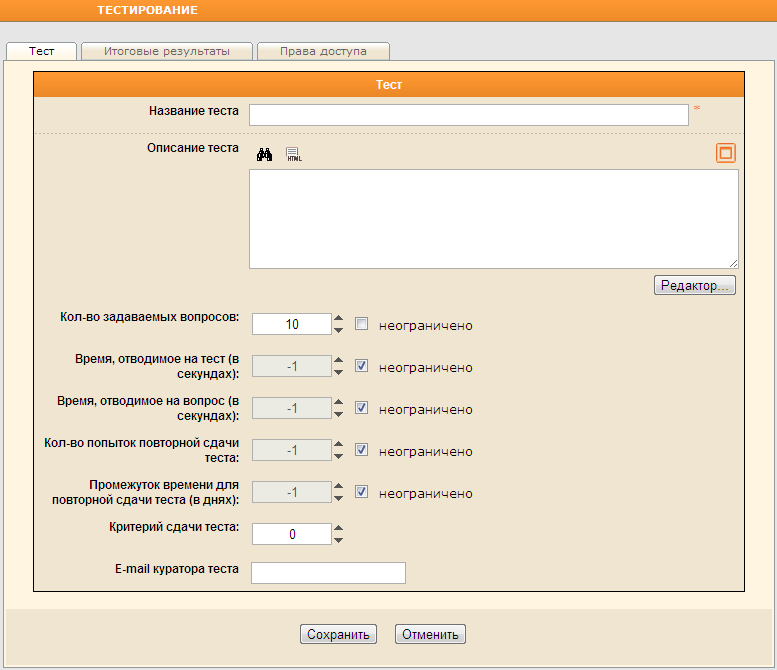 ТЕСТИРОВАНИЕ
Тест
Итоговые результаты
Права доступа
Тест
Название теста
*
Описание теста
HTML
Редактор...
Кол-во задаваемых вопросов:
10
неограничено
Время, отводимое на тест (в
секундах):
-1
неограничено
Время, отводимое на вопрос (в
секундах):
-1
неограничено
Кол-во попыток повторной сдачи
теста:
-1
неограничено
Промежуток времени для
повторной сдачи теста (в днях):
-1
неограничено
Критерий сдачи теста:
0
E-mail куратора теста
Сохранить
Отменить